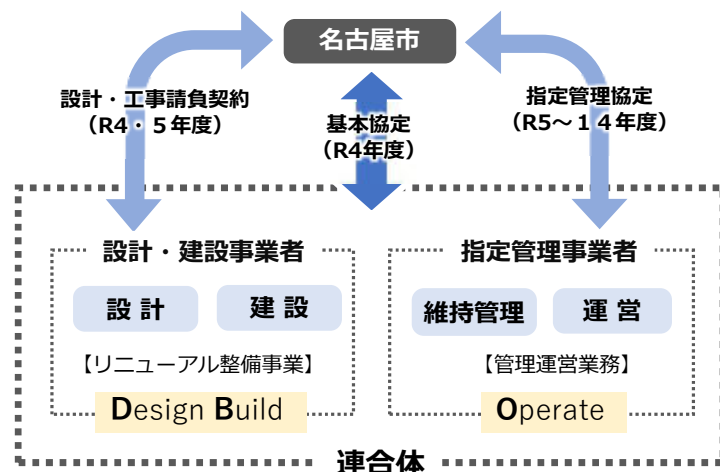 名古屋市
設計・工事請負契約
（R4・５年度）
基本協定
（R4年度）
指定管理協定
（R5～１４年度）
設計・建設事業者
設 計
建 設
【リニューアル整備事業】
Design Build
指定管理事業者
維持管理
運 営
【管理運営業務】
Operate
連合体